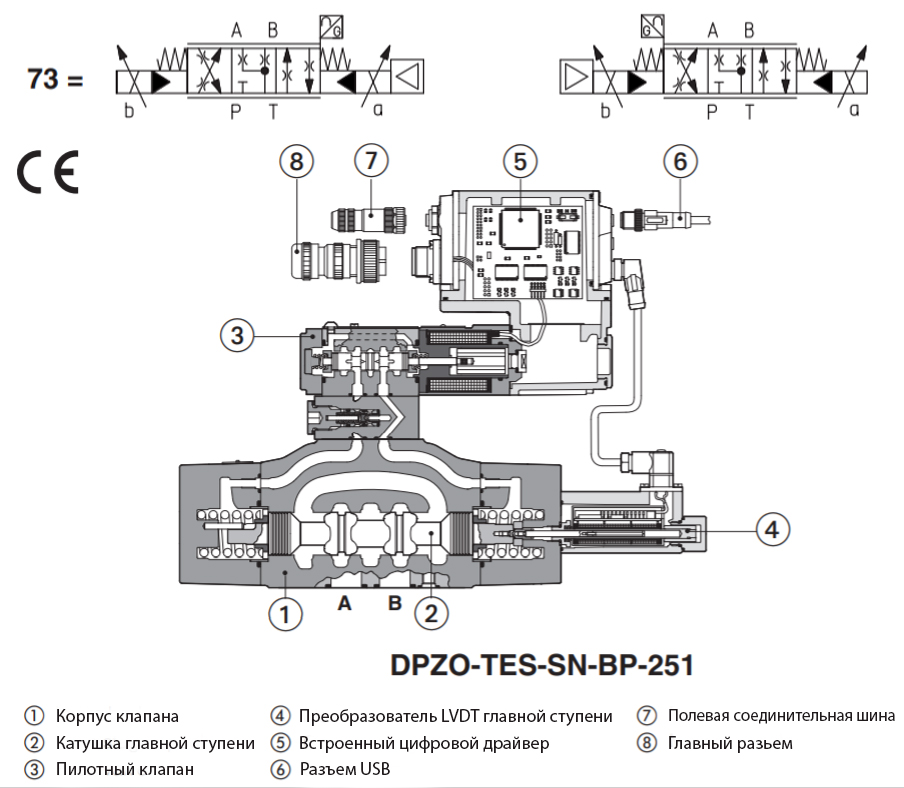 A B A B
G G
73 =
b a b a
P T P T
CE
8 7 5 6
3
4
1 A B 2
DPZO-TES-SN-BP-251
1 Корпус клапана 4 Преобразователь LVDT главной ступени 7 Полевая соединительная шина
2 Катушка главной ступени 5 Встроенный цифровой драйвер 8 Главный разьем
3 Пилотный клапан 6 Разъем USB